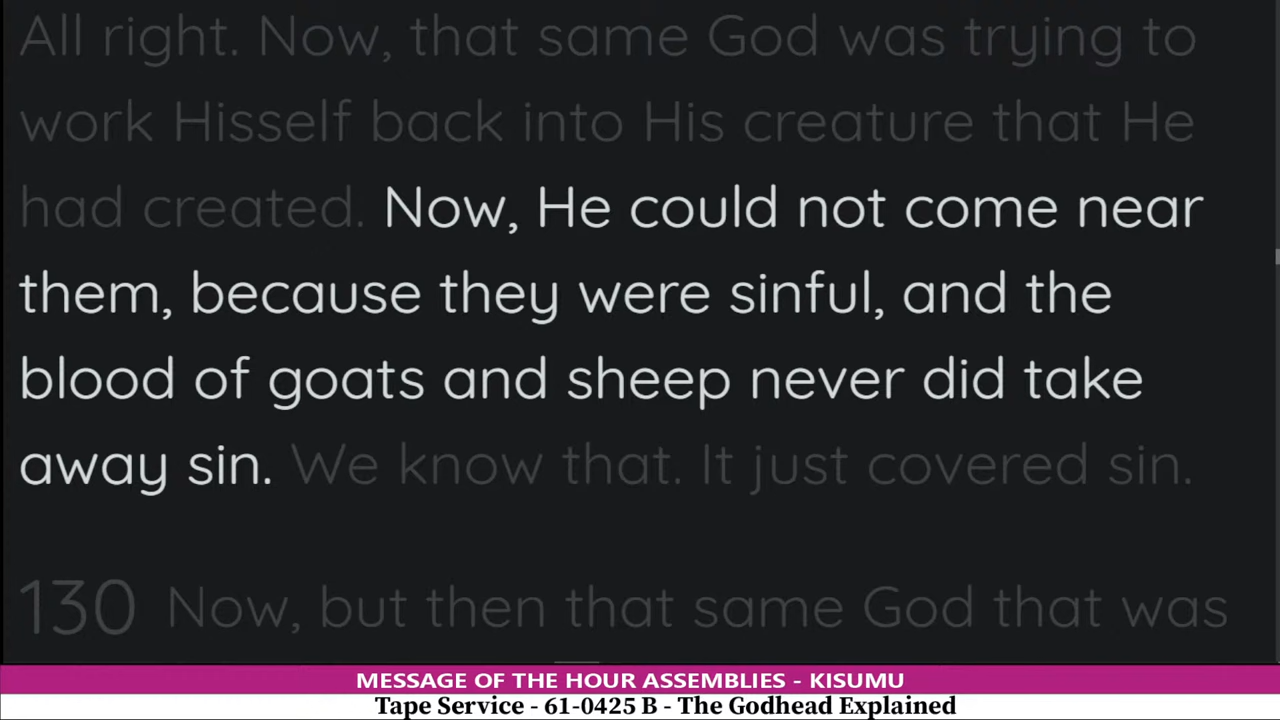 All right. Now, that same God was trying to
work Hisself back into His creature that He
had created. Now, He could not come near
them, because they were sinful, and the
blood of goats and sheep never did take
away sin. We know that. It just covered sin.
130 Now, but then that same God that was
MESSAGE OF THE HOUR ASSEMBLIES - KISUMU
Tape Service - 61-0425 B - The Godhead Explained